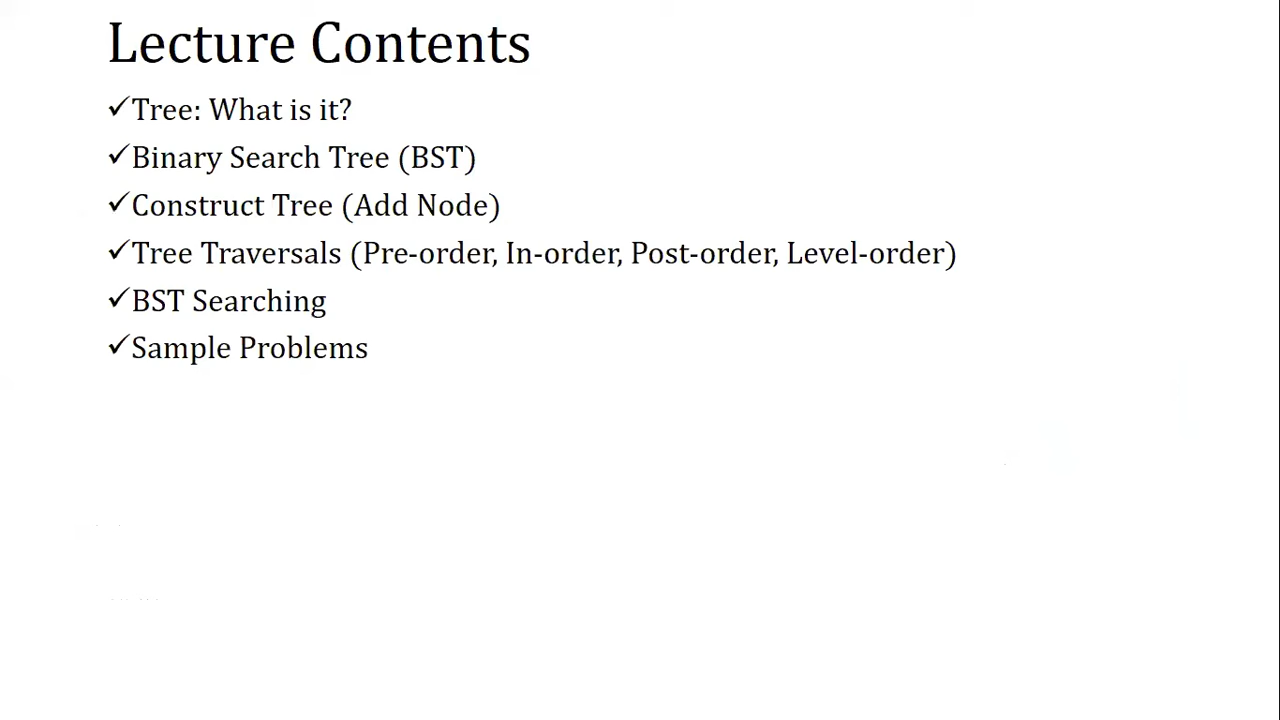 Lecture Contents
✓Tree: What is it?
✓Binary Search Tree (BST)
✓Construct Tree (Add Node)
✓Tree Traversals (Pre-order, In-order, Post-order, Level-order)
✓BST Searching
✓Sample Problems